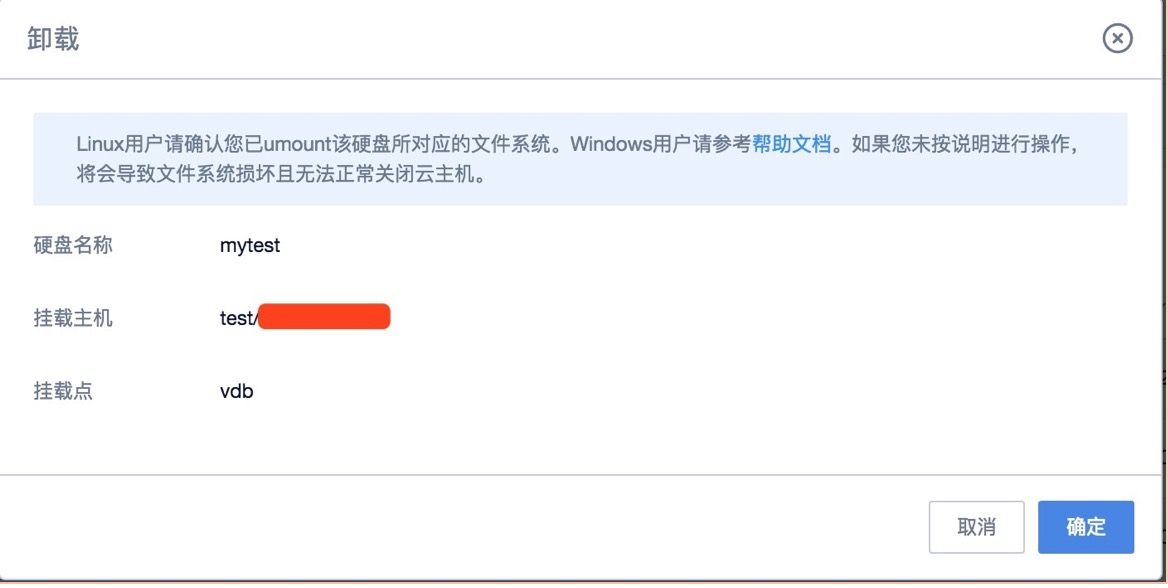 卸载
Linux用户请确认您已umount该硬盘所对应的文件系统。Windows用户请参考帮助文档。如果您未按说明进行操作，
将会导致文件系统损坏且无法正常关闭云主机。
硬盘名称 mytest
挂载主机 test/
挂载点 vdb
取消 确定